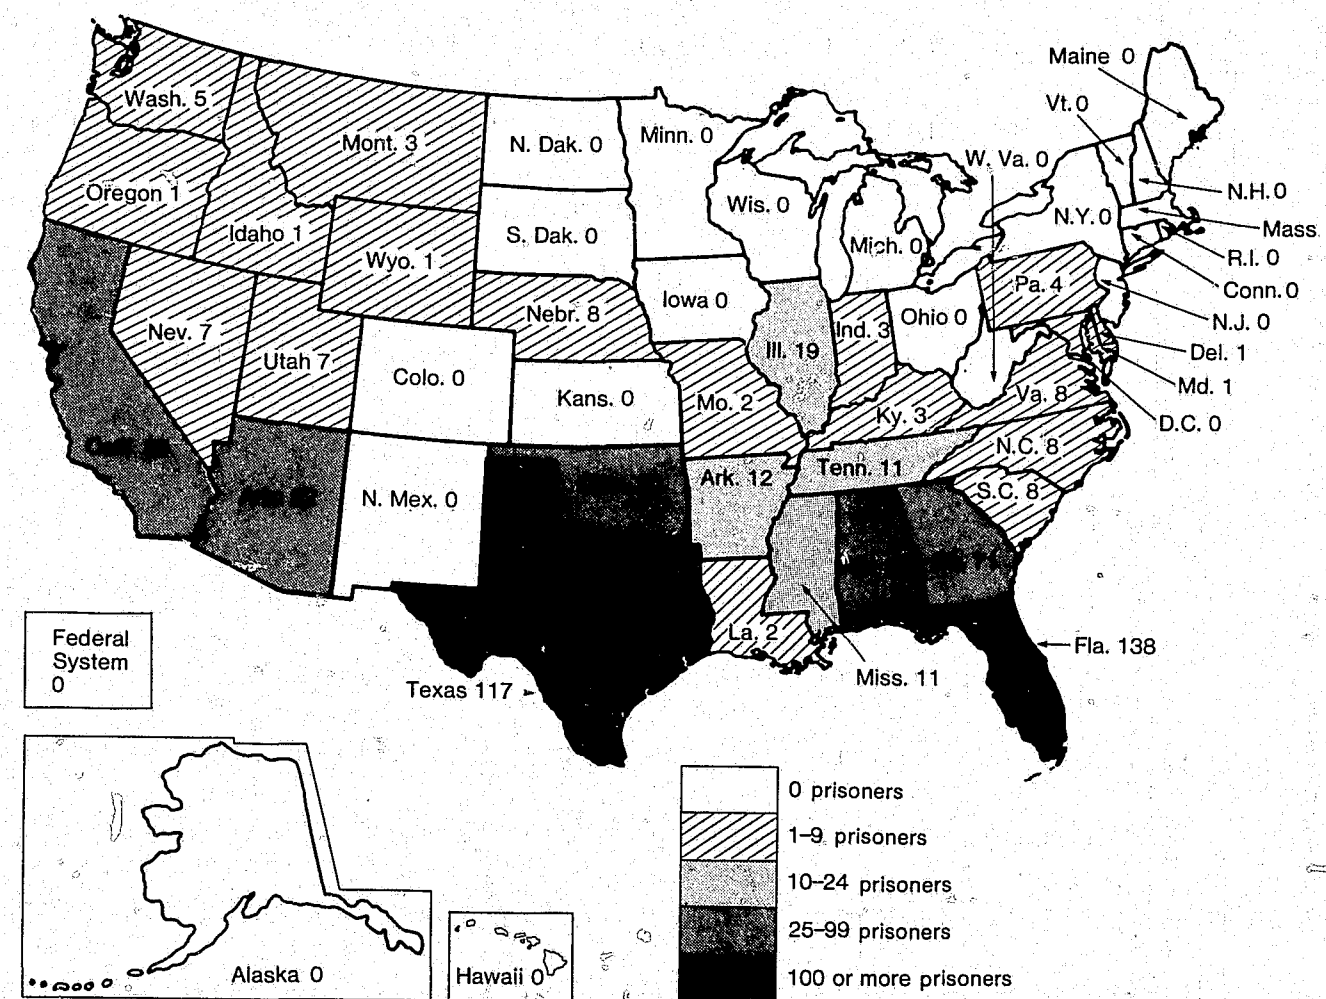 Maine 0
Vt. 0
Wash. 5
Mont. 3
N. Dak. 0
Minn. 0
W. Va. 0
Oregon 1
N.H. 0
Idaho 1
S. Dak. 0
Wis. 0
N.Y. 0
Mass.
Mich. 0
Wyo. 1
R.I. 0
Pa. 4
Conn. 0
Iowa 0
Nebr. 8
Nev. 7
Ind. 3
Ohio 0
N.J. 0
Utah 7
Ill. 19
Del. 1
Colo. 0
Md. 1
Kans. 0
Mo. 2
Va. 8
Ky. 3
D.C. 0
N.C. 8
Tenn. 11
Ark. 12
S.C. 8
N. Mex. 0
La. 2
Fla. 138
Miss. 11
Texas 117
Federal
System
0
Alaska 0
Hawaii 0
0 prisoners
1–9 prisoners
10–24 prisoners
25–99 prisoners
100 or more prisoners